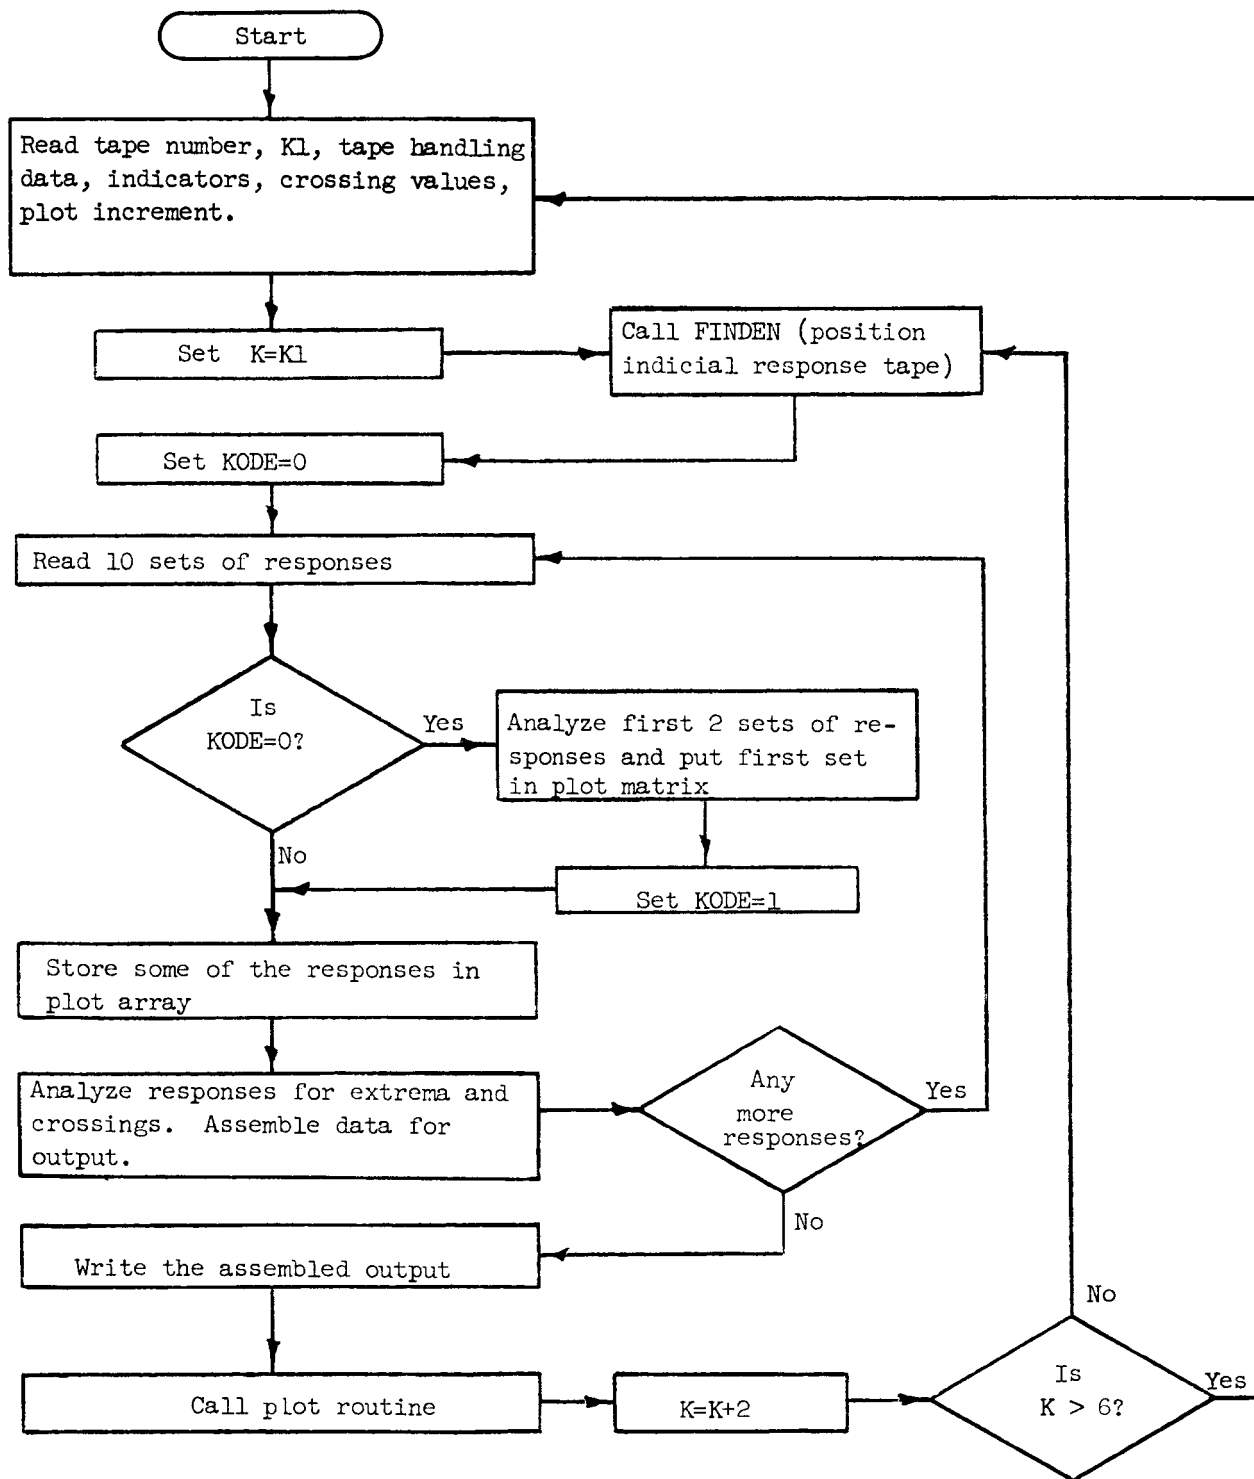 Start
Read tape number, K1, tape handling
data, indicators, crossing values,
plot increment.
Set K=K1
Call FINDEN (position
indicial response tape)
Set KODE=0
Read 10 sets of responses
Is
KODE=0?
Yes
Analyze first 2 sets of re-
sponses and put first set
in plot matrix
No
Set KODE=1
Store some of the responses in
plot array
Analyze responses for extrema and
crossings. Assemble data for
output.
Any
more
responses?
Yes
No
Write the assembled output
Call plot routine
K=K+2
Is
K > 6?
No
Yes